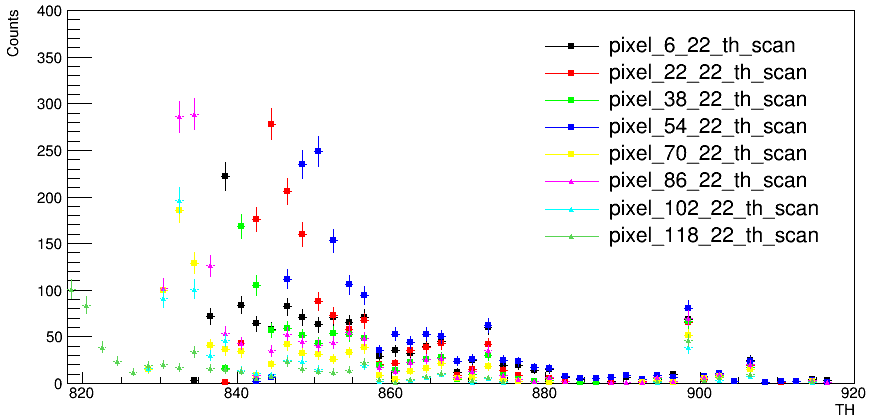 Counts
400
350
300
250
200
150
100
50
0
820
840
860
880
900
920
TH
pixel_6_22_th_scan
pixel_22_22_th_scan
pixel_38_22_th_scan
pixel_54_22_th_scan
pixel_70_22_th_scan
pixel_86_22_th_scan
pixel_102_22_th_scan
pixel_118_22_th_scan